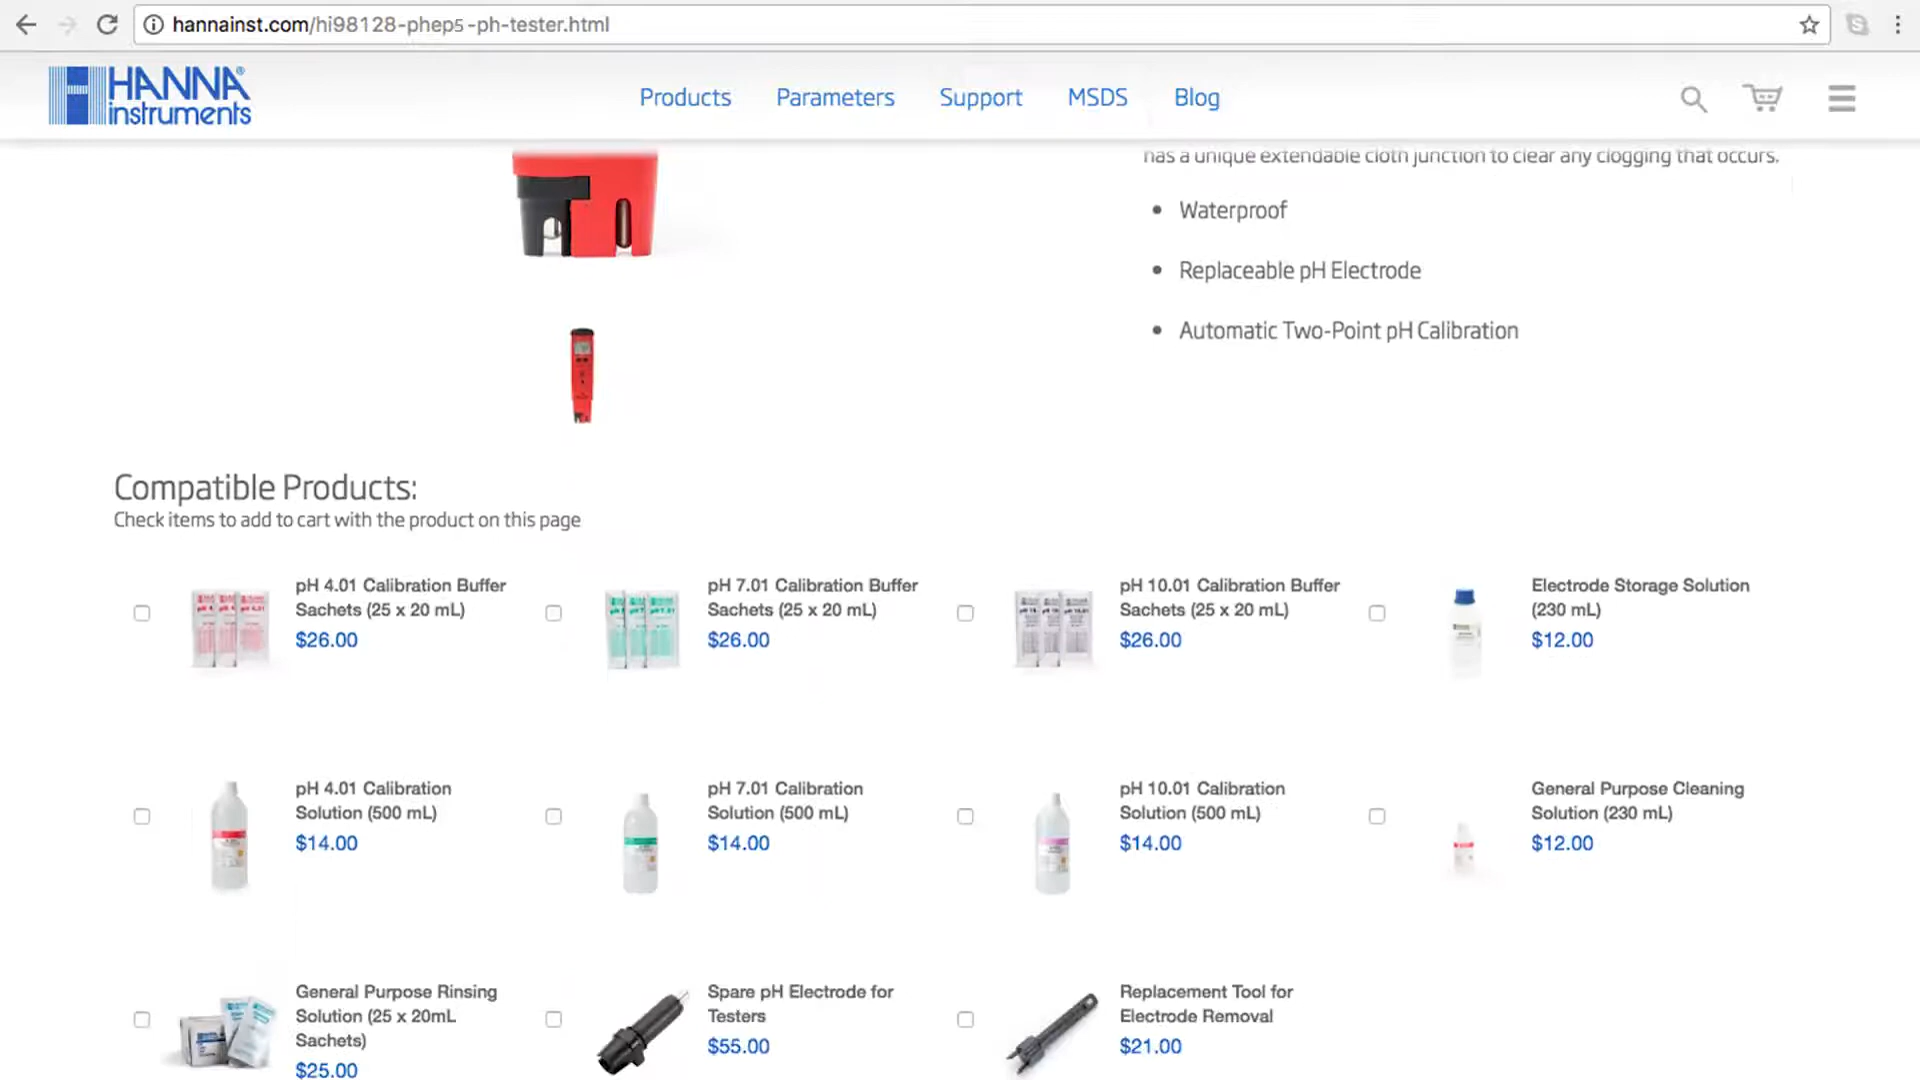 hannainst.com/hi98128-phep5-ph-tester.html
HANNA®
instruments
Products
Parameters
Support
MSDS
Blog
has a unique extendable cloth junction to clear any clogging that occurs.
Waterproof
Replaceable pH Electrode
Automatic Two-Point pH Calibration
Compatible Products:
Check items to add to cart with the product on this page
pH 4.01 Calibration Buffer
Sachets (25 x 20 mL)
$26.00
pH 7.01 Calibration Buffer
Sachets (25 x 20 mL)
$26.00
pH 10.01 Calibration Buffer
Sachets (25 x 20 mL)
$26.00
Electrode Storage Solution
(230 mL)
$12.00
pH 4.01 Calibration
Solution (500 mL)
$14.00
pH 7.01 Calibration
Solution (500 mL)
$14.00
pH 10.01 Calibration
Solution (500 mL)
$14.00
General Purpose Cleaning
Solution (230 mL)
$12.00
General Purpose Rinsing
Solution (25 x 20mL
Sachets)
$25.00
Spare pH Electrode for
Testers
$55.00
Replacement Tool for
Electrode Removal
$21.00